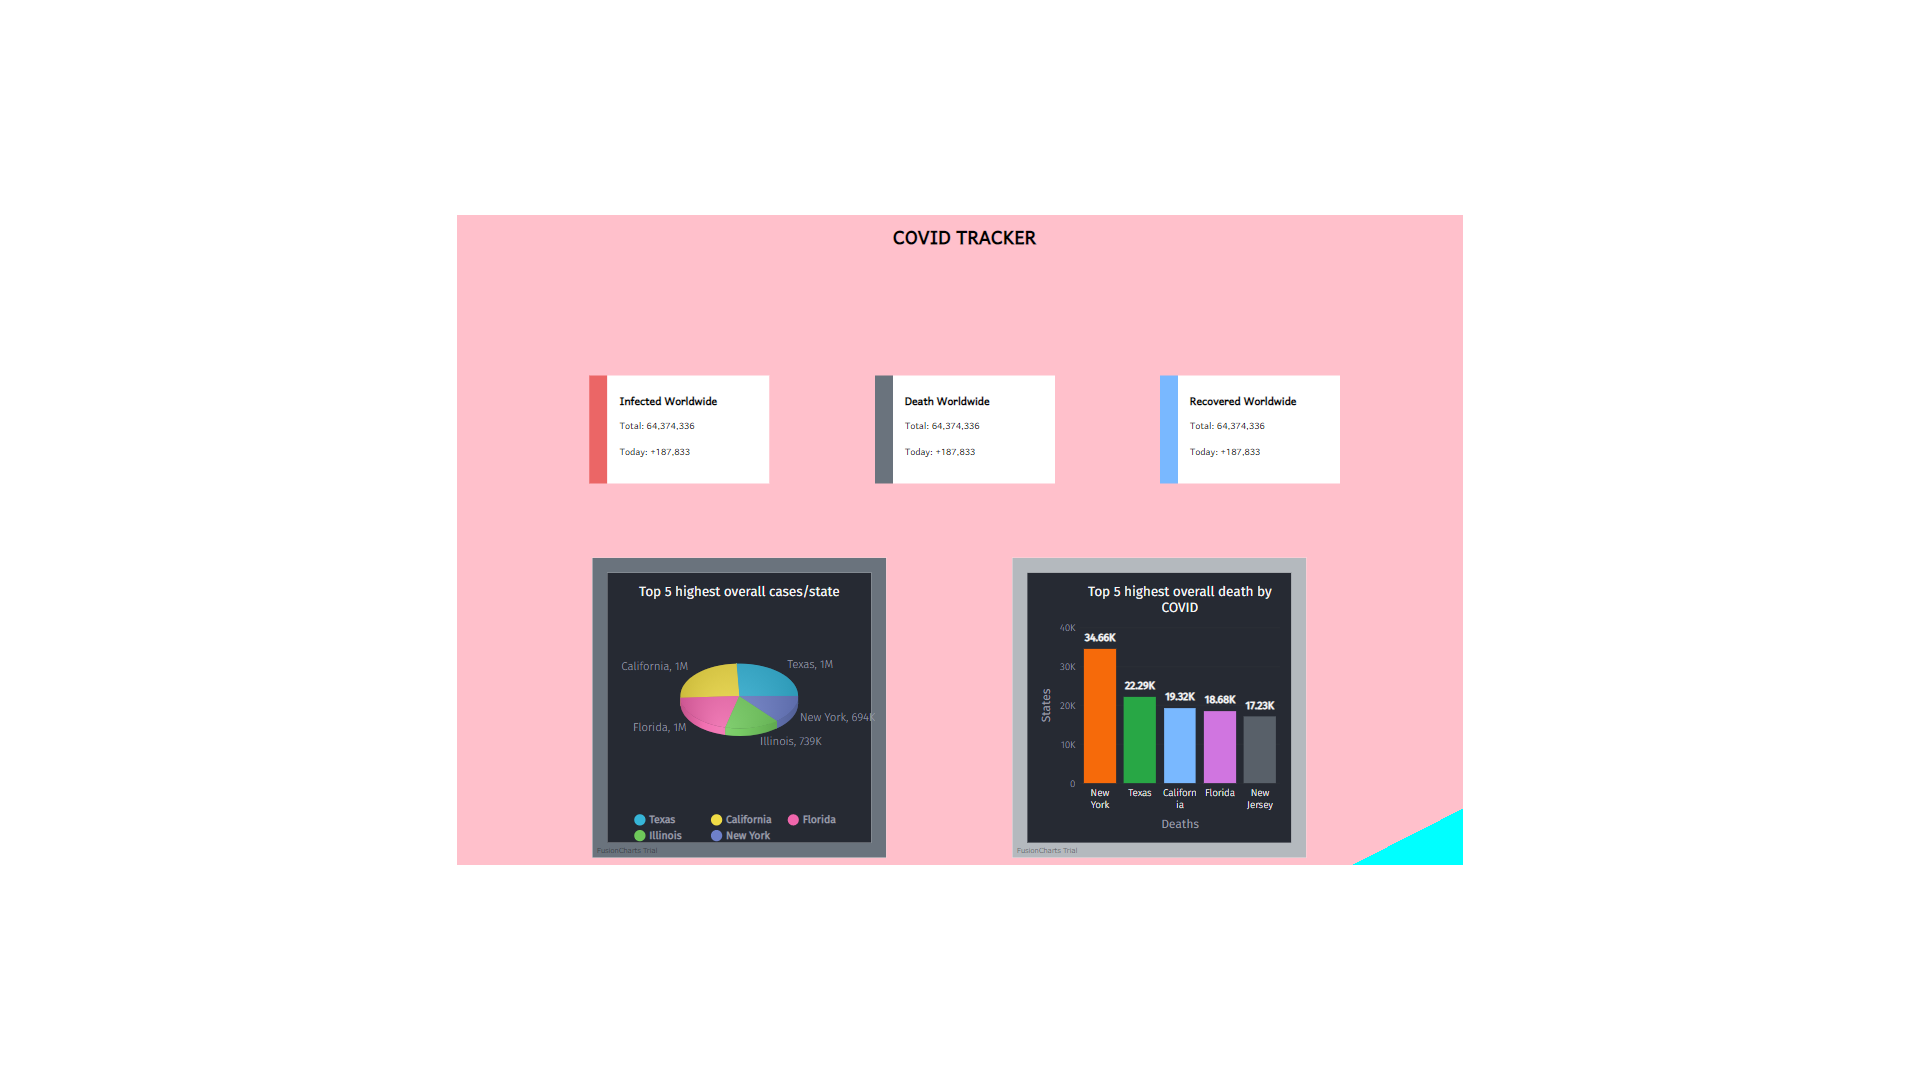 COVID TRACKER
Infected Worldwide
Total: 64,374,336
Today: +187,833
Death Worldwide
Total: 64,374,336
Today: +187,833
Recovered Worldwide
Total: 64,374,336
Today: +187,833
Top 5 highest overall cases/state
California, 1M
Texas, 1M
Florida, 1M
New York, 694K
Illinois, 739K
Texas
California
Florida
Illinois
New York
FusionCharts Trial
Top 5 highest overall death by
COVID
40K
30K
20K
10K
0
States
34.66K
22.29K
19.32K
18.68K
17.23K
New
York
Texas
Californ
ia
Florida
New
Jersey
Deaths
FusionCharts Trial